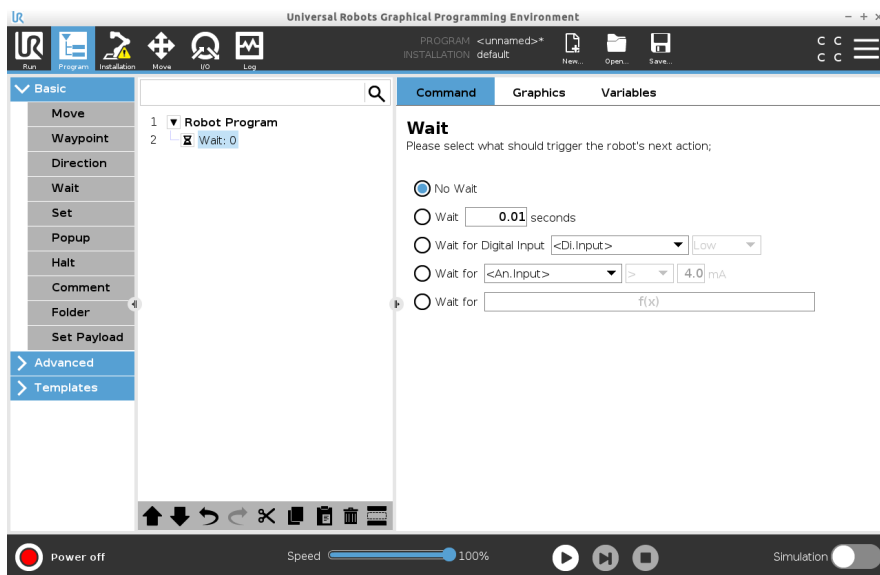 UR
Universal Robots Graphical Programming Environment
UR
Run
Program
Installation
Move
I/O
Log
PROGRAM <unnamed>*
INSTALLATION default
New...
Open...
Save...
C C
C C
Basic
Move
Waypoint
Direction
Wait
Set
Popup
Halt
Comment
Folder
Set Payload
Advanced
Templates
1 Robot Program
2 Wait: 0
Command Graphics Variables
Wait
Please select what should trigger the robot's next action;
No Wait
Wait 0.01 seconds
Wait for Digital Input <Di.Input> Low
Wait for <An.Input> > 4.0 mA
Wait for f(x)
Power off
Speed 100%
Simulation